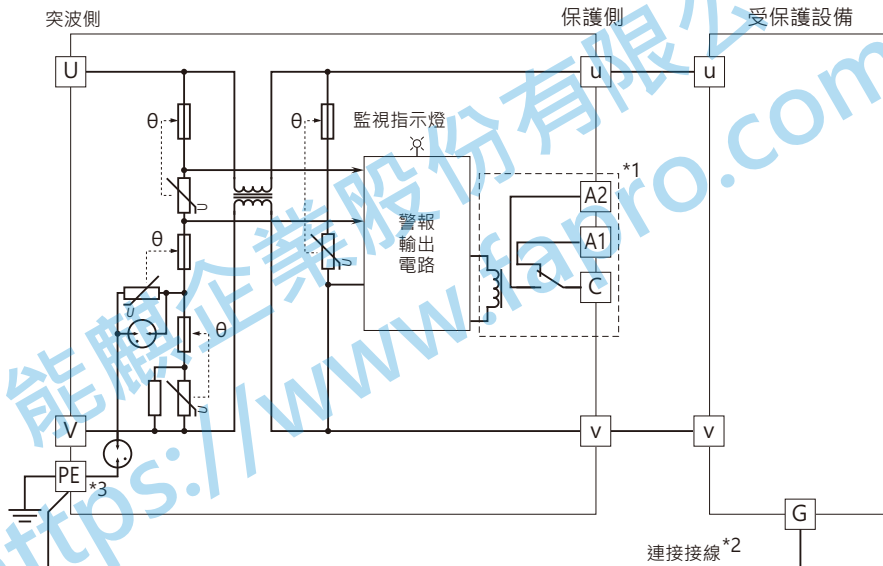 突波側
保護側
受保護設備
U
u
u
θ
θ
監視指示燈
*1
A2
警報
輸出
電路
A1
θ
C
U
U
U
θ
U
V
v
v
PE
*3
G
連接接線*2
能麒企業股份有限公
https://www.fanpro.com